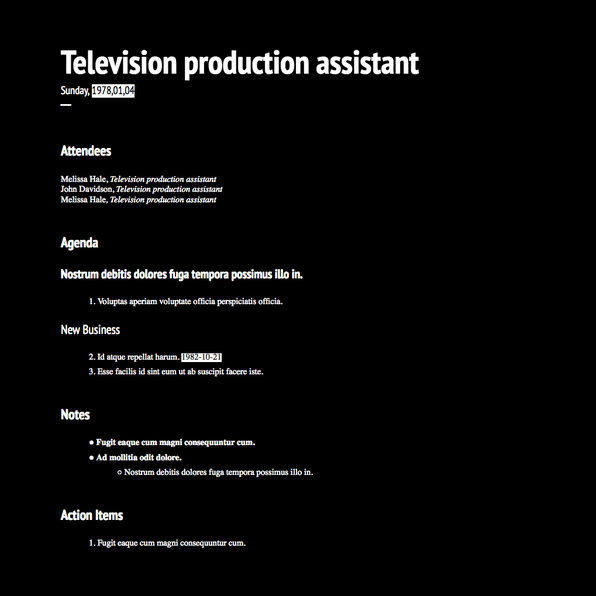 Television production assistant
Sunday, 1978,01,04
Attendees
Melissa Hale, Television production assistant
John Davidson, Television production assistant
Melissa Hale, Television production assistant
Agenda
Nostrum debitis dolores fuga tempora possimus illo in.
1. Voluptas aperiam voluptate officia perspiciatis officia.
New Business
2. Id atque repellat harum. 1982-10-21
3. Esse facilis id sint eum ut ab suscipit facere iste.
Notes
● Fugit eaque cum magni consequuntur cum.
● Ad mollitia odit dolore.
○ Nostrum debitis dolores fuga tempora possimus illo in.
Action Items
1. Fugit eaque cum magni consequuntur cum.